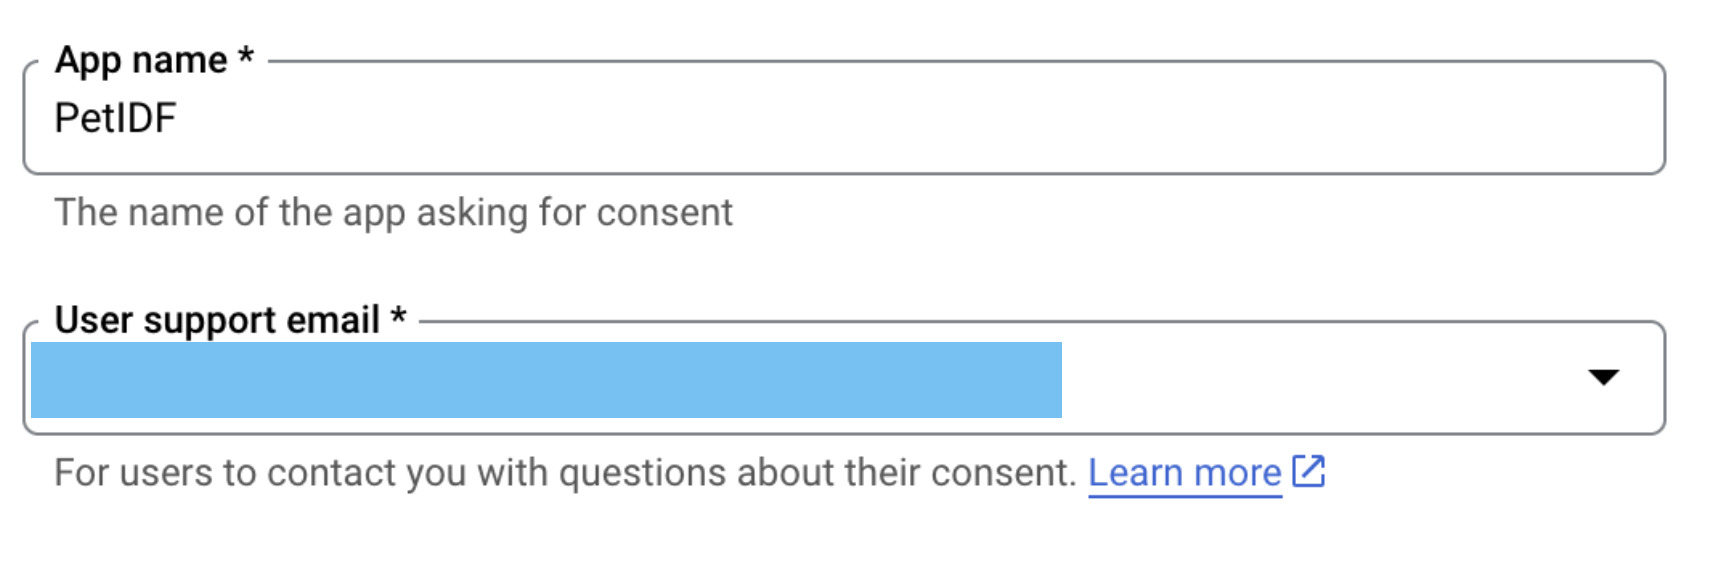 App name *
PetIDF
The name of the app asking for consent
User support email *
For users to contact you with questions about their consent. Learn more